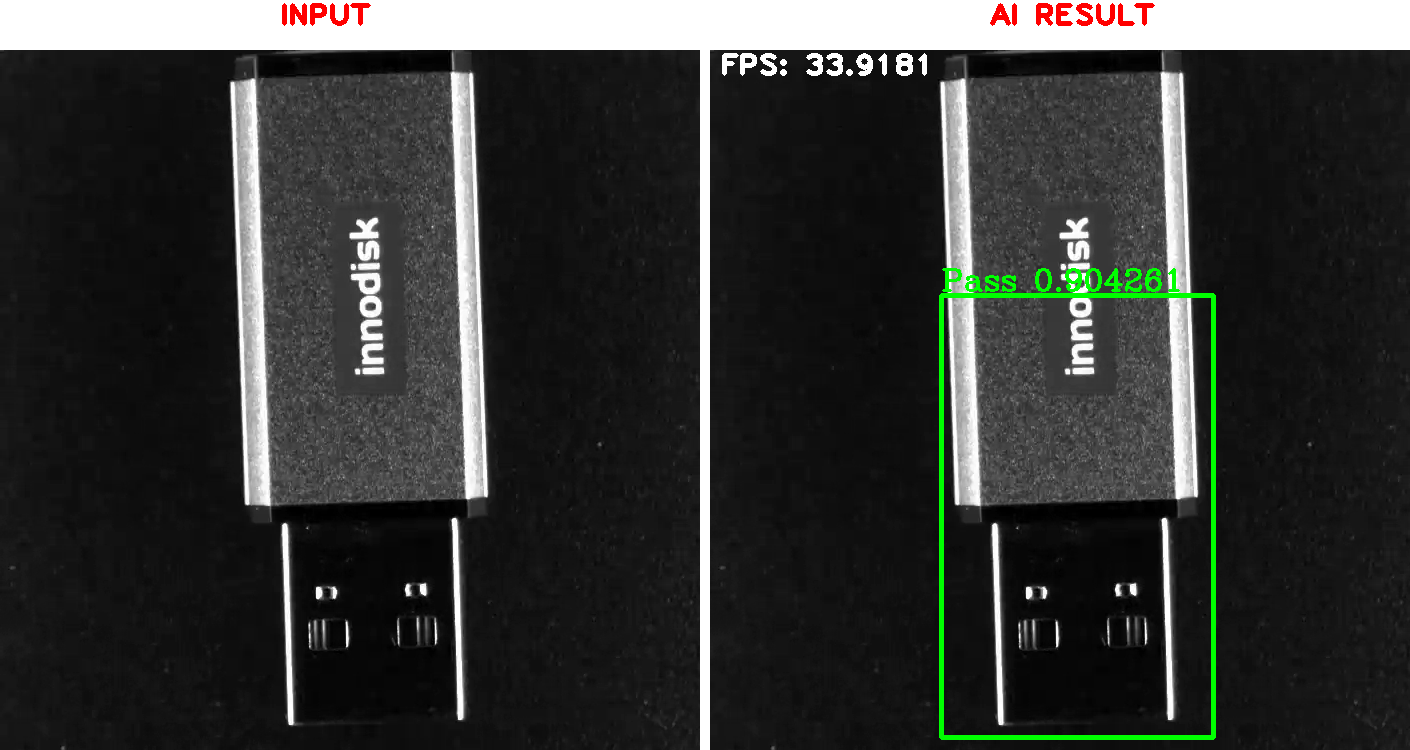 INPUT
AI RESULT
FPS: 33.9181
innodisk
innodisk
Pass 0.904261